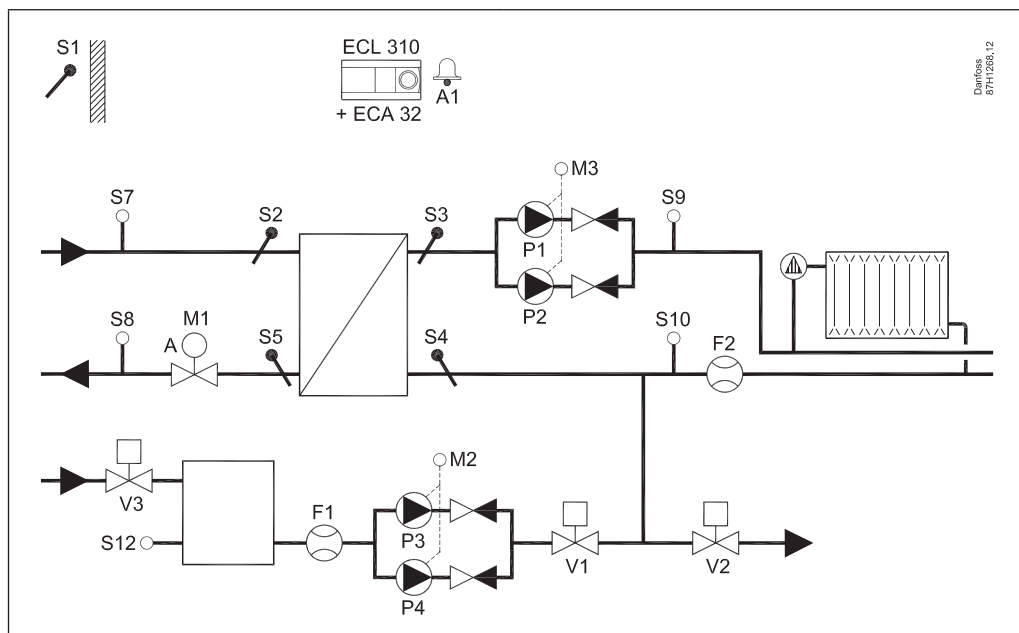 S1
ECL 310
A1
+ ECA 32
Danfoss
87H1268.12
M3
S7
S2
S3
P1
S9
P2
S8
M1
A
S5
S4
S10
F2
M2
V3
F1
P3
S12
V1
V2
P4